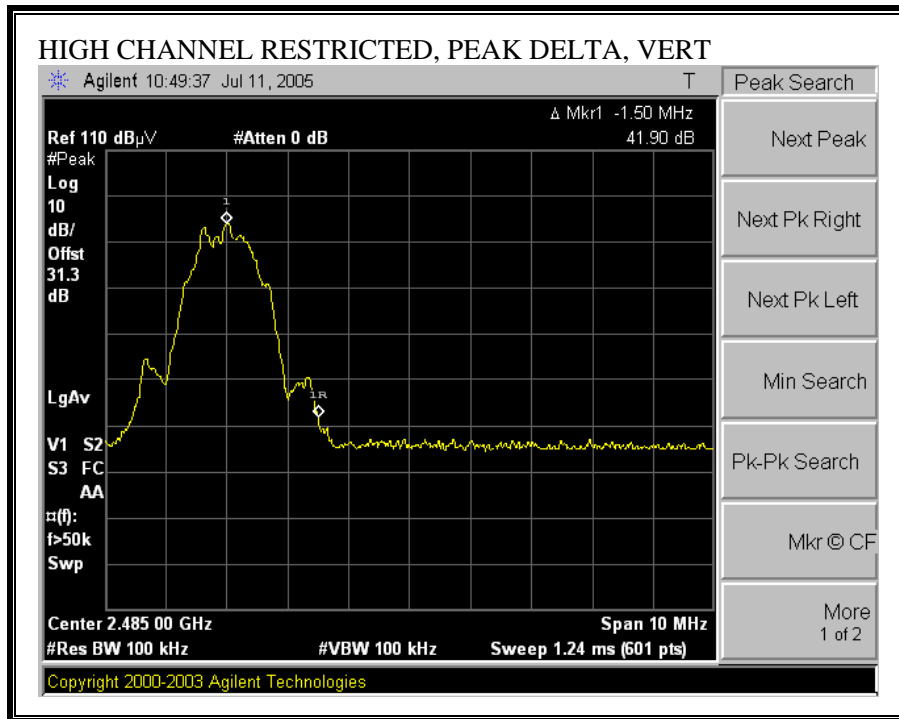 HIGH CHANNEL RESTRICTED, PEAK DELTA, VERT
Agilent 10:49:37 Jul 11, 2005 T
Peak Search
Δ Mkr1 -1.50 MHz
Ref 110 dBµV #Atten 0 dB 41.90 dB
#Peak
Log
10
dB/
Offst
31.3
dB
LgAv
V1 S2
S3 FC
AA
¤(f):
f>50k
Swp
1
1R
Center 2.485 00 GHz Span 10 MHz
#Res BW 100 kHz #VBW 100 kHz Sweep 1.24 ms (601 pts)
Copyright 2000-2003 Agilent Technologies
Next Peak
Next Pk Right
Next Pk Left
Min Search
Pk-Pk Search
Mkr © CF
More
1 of 2